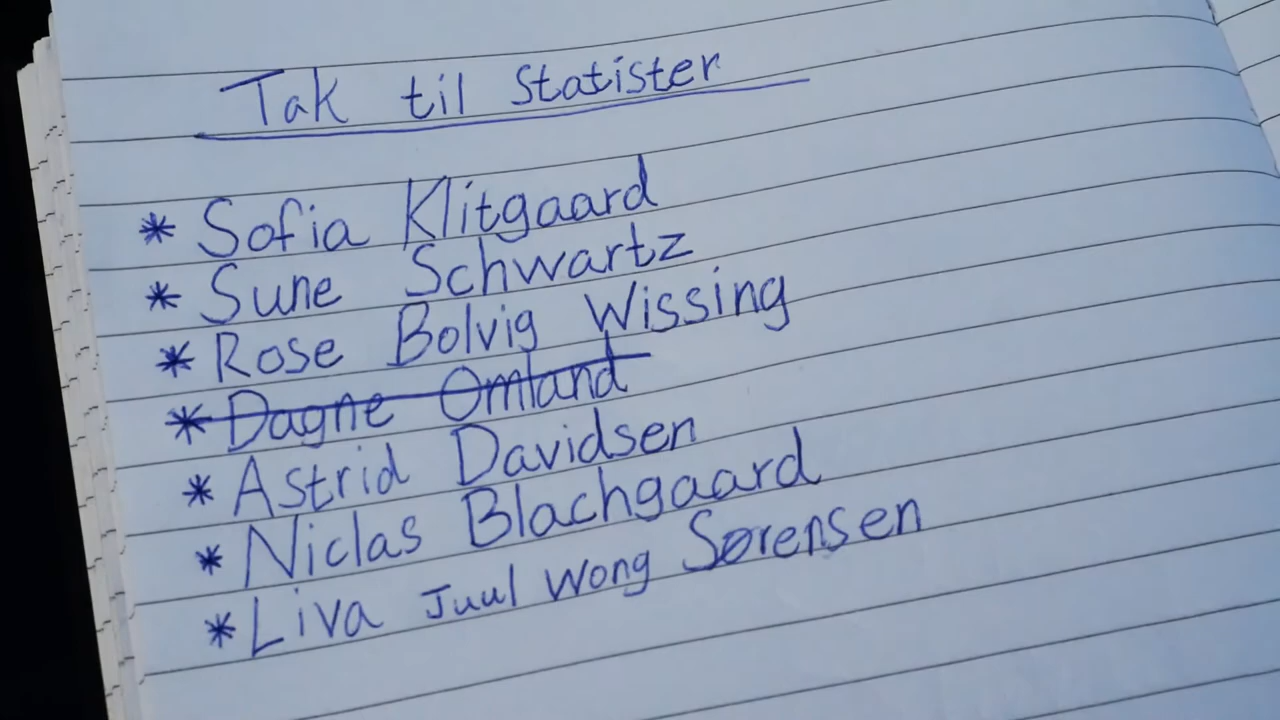 Tak til Statister
* Sofia Klitgaard
* Sune Schwartz
* Rose Bolvig Wissing
* Dagne Omland
* Astrid Davidsen
* Niclas Blachgaard
* Liva Juul Wong Sørensen